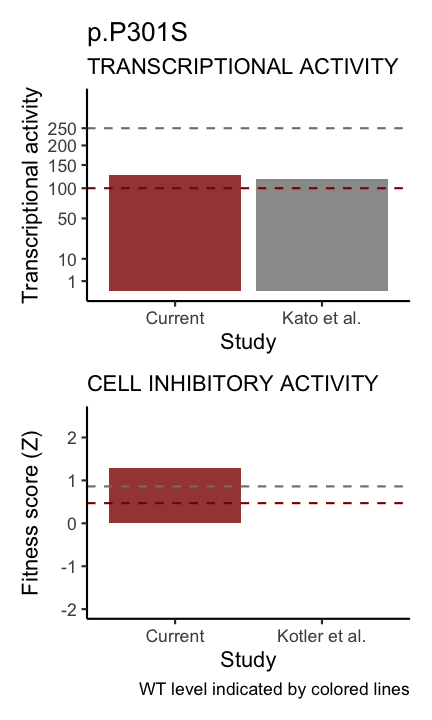 p.P301S
TRANSCRIPTIONAL ACTIVITY
Transcriptional activity
250
200
150
100
50
10
1
Current
Kato et al.
Study
CELL INHIBITORY ACTIVITY
Fitness score (Z)
2
1
0
-1
-2
Current
Kotler et al.
Study
WT level indicated by colored lines